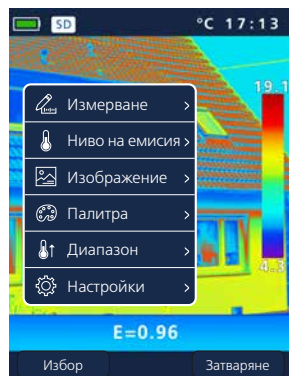 SD °C 17:13
19.1
Измерване
Ниво на емисия
Изображение
Палитра
Диапазон
Настройки
4.3
E=0.96
Избор Затваряне